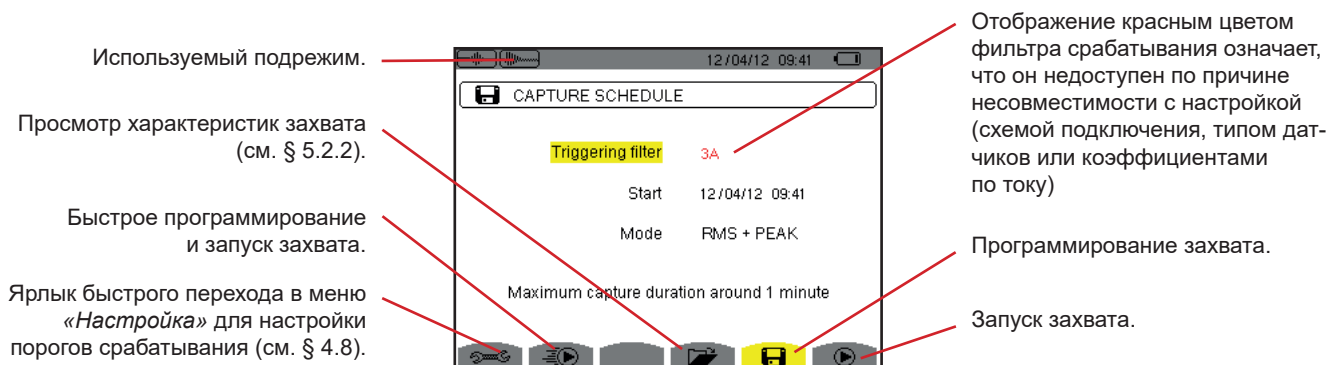 Используемый подрежим.
Просмотр характеристик захвата
(см. § 5.2.2).
Быстрое программирование
и запуск захвата.
Ярлык быстрого перехода в меню
«Настройка» для настройки
порогов срабатывания (см. § 4.8).
12/04/12 09:41
CAPTURE SCHEDULE
Triggering filter 3A
Start 12/04/12 09:41
Mode RMS + PEAK
Maximum capture duration around 1 minute
Отображение красным цветом
фильтра срабатывания означает,
что он недоступен по причине
несовместимости с настройкой
(схемой подключения, типом дат-
чиков или коэффициентами
по току)
Программирование захвата.
Запуск захвата.